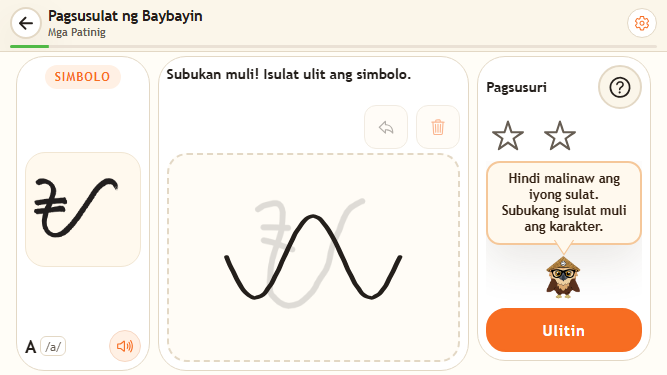 Pagsusulat ng Baybayin
Mga Patinig
SIMBOLO
ᜀ
A /a/
Subukan muli! Isulat ulit ang simbolo.
Pagsusuri
?
Hindi malinaw ang
iyong sulat.
Subukang isulat muli
ang karakter.
Ulitin